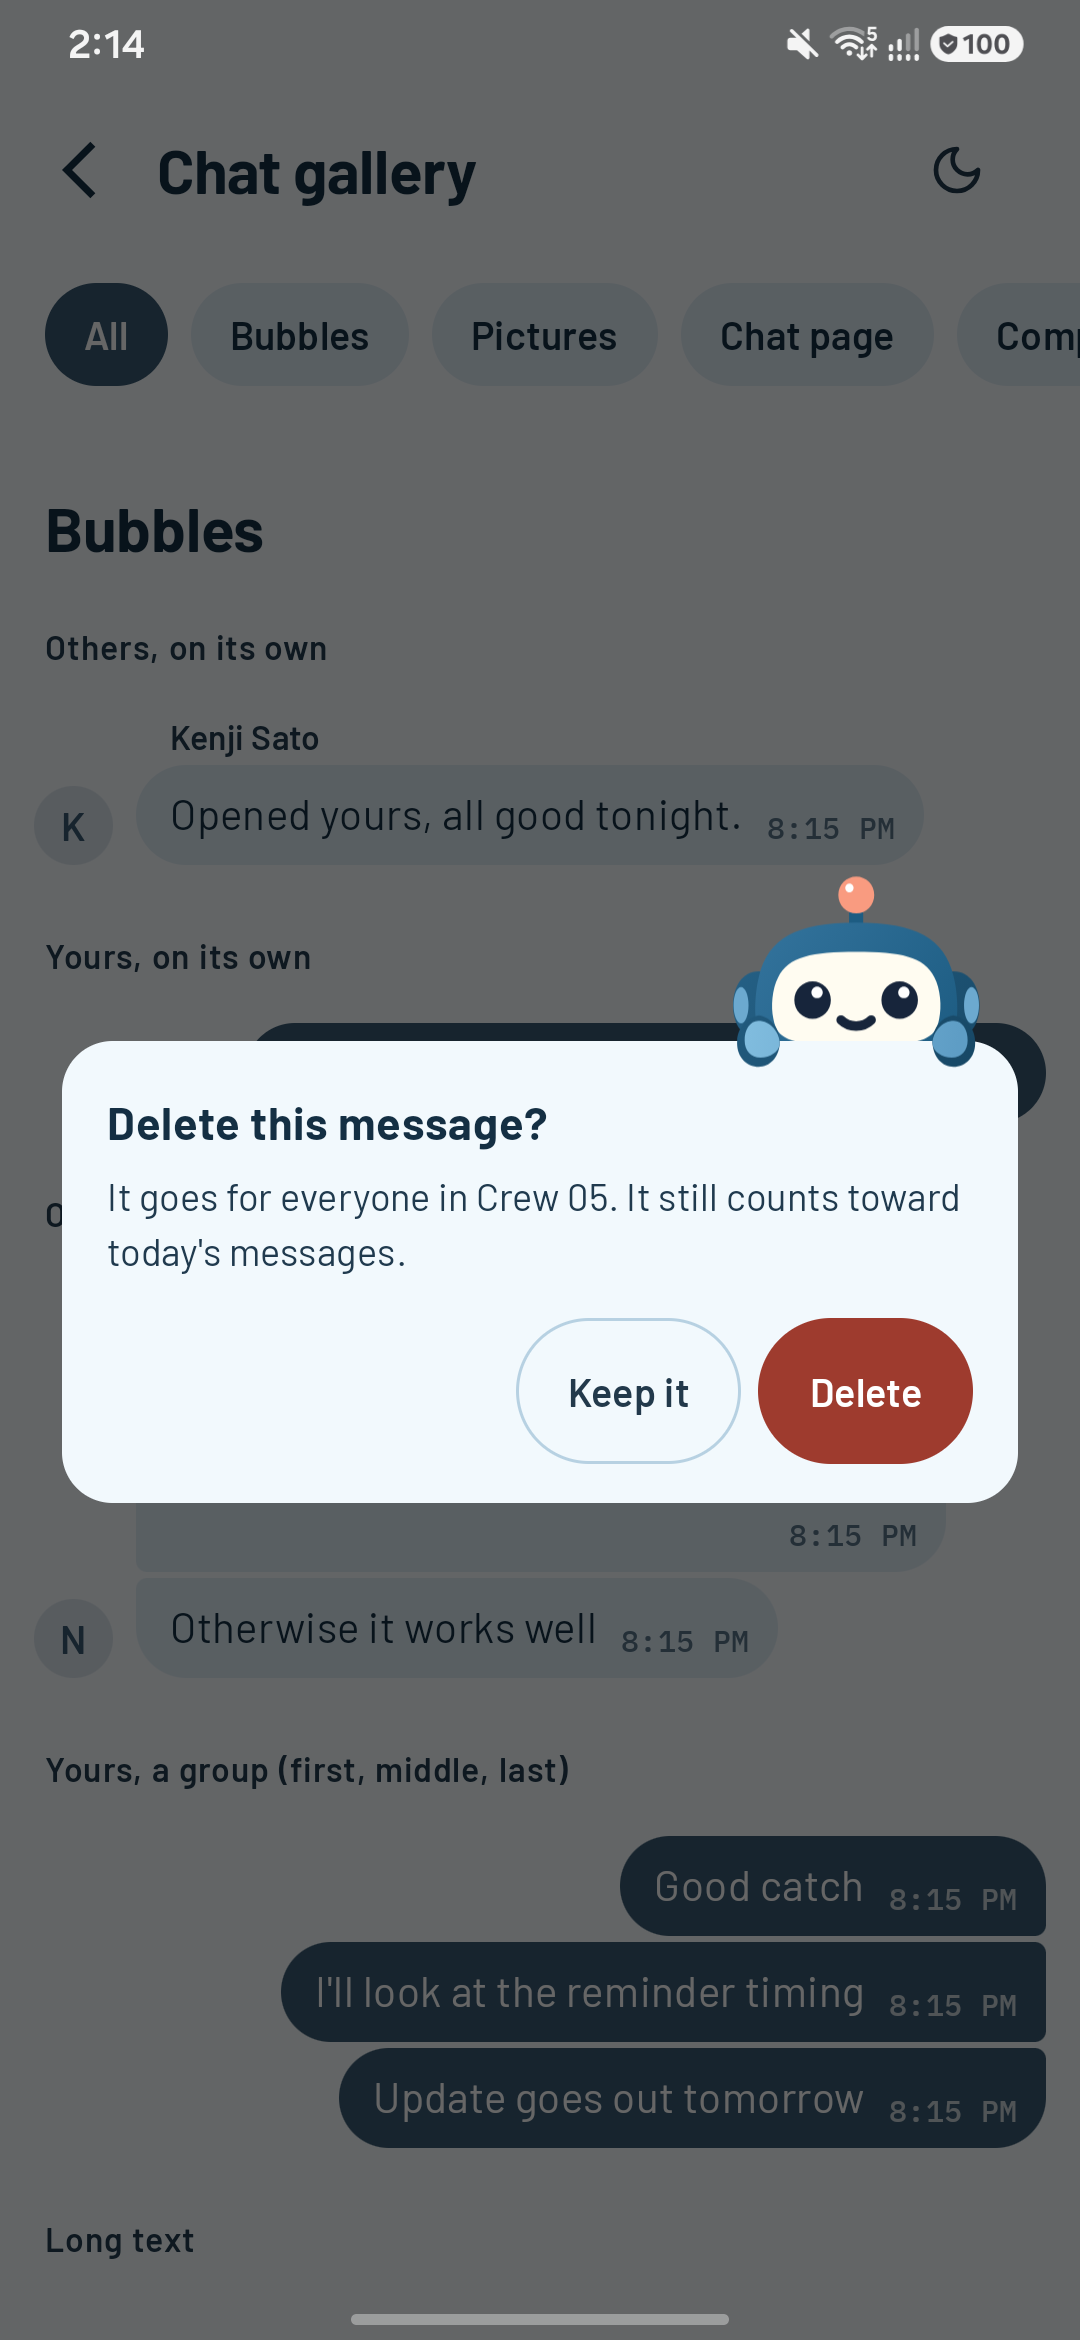 2:14
5
100
Chat gallery
All
Bubbles
Pictures
Chat page
Bubbles
Others, on its own
Kenji Sato
K
Opened yours, all good tonight. 8:15 PM
Yours, on its own
Delete this message?
It goes for everyone in Crew 05. It still counts toward
today's messages.
Keep it
Delete
8:15 PM
N
Otherwise it works well 8:15 PM
Yours, a group (first, middle, last)
Good catch 8:15 PM
I'll look at the reminder timing 8:15 PM
Update goes out tomorrow 8:15 PM
Long text